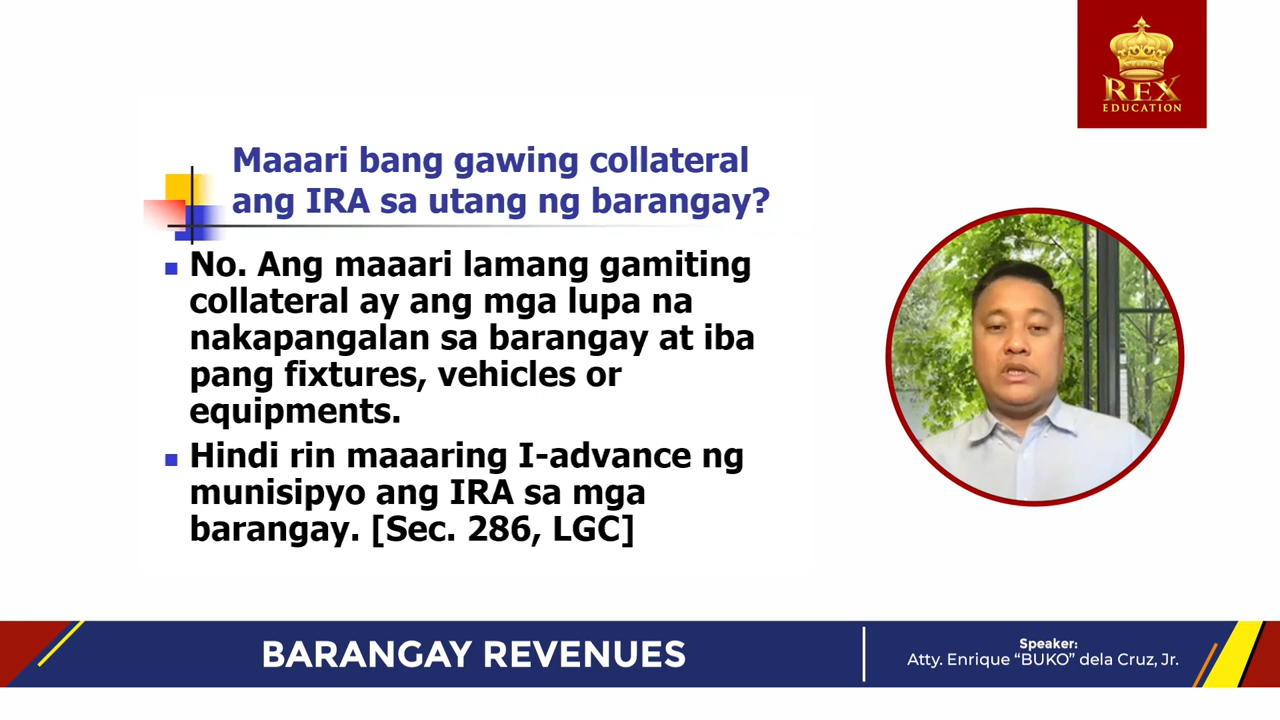 REX
EDUCATION
Maaari bang gawing collateral
ang IRA sa utang ng barangay?
No. Ang maaari lamang gamiting
collateral ay ang mga lupa na
nakapangalan sa barangay at iba
pang fixtures, vehicles or
equipments.
Hindi rin maaaring I-advance ng
munisipyo ang IRA sa mga
barangay. [Sec. 286, LGC]
BARANGAY REVENUES
Speaker:
Atty. Enrique “BUKO” dela Cruz, Jr.